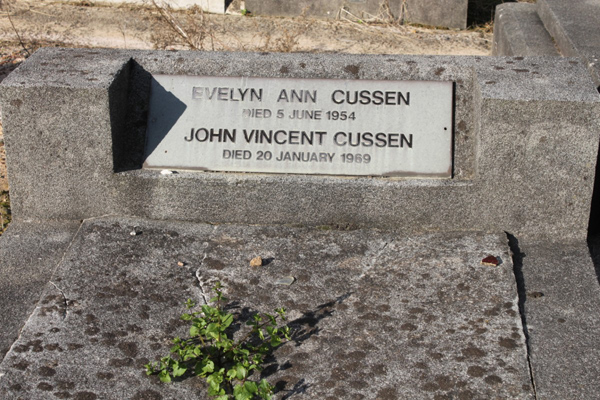 EVELYN ANN CUSSEN
DIED 5 JUNE 1954
JOHN VINCENT CUSSEN
DIED 20 JANUARY 1969